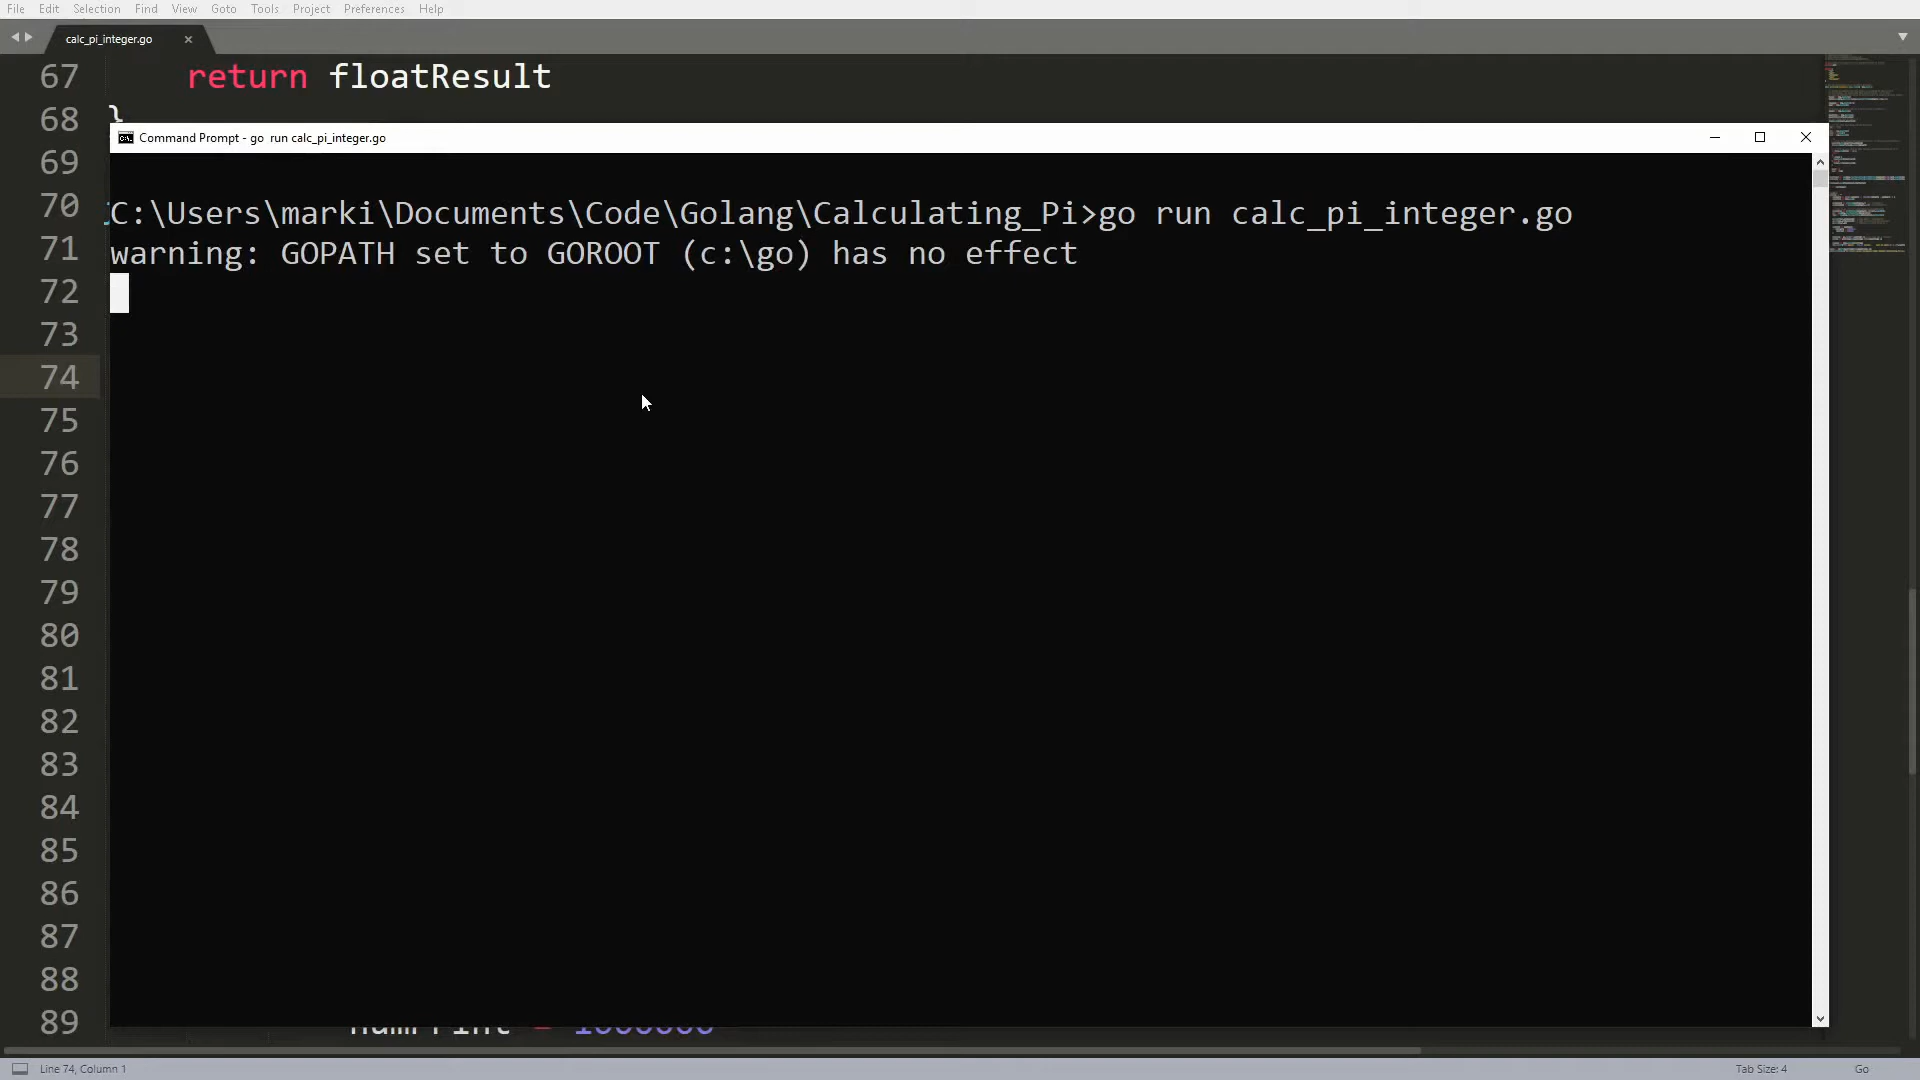 File Edit Selection Find View Goto Tools Project Preferences Help
calc_pi_integer.go
67 return floatResult
68 }
Command Prompt - go  run calc_pi_integer.go
69
70
C:\Users\marki\Documents\Code\Golang\Calculating_Pi>go run calc_pi_integer.go
71
warning: GOPATH set to GOROOT (c:\go) has no effect
72
73
74
75
76
77
78
79
80
81
82
83
84
85
86
87
88
89 numPrint = 1000000
Line 74, Column 1
Tab Size: 4
Go